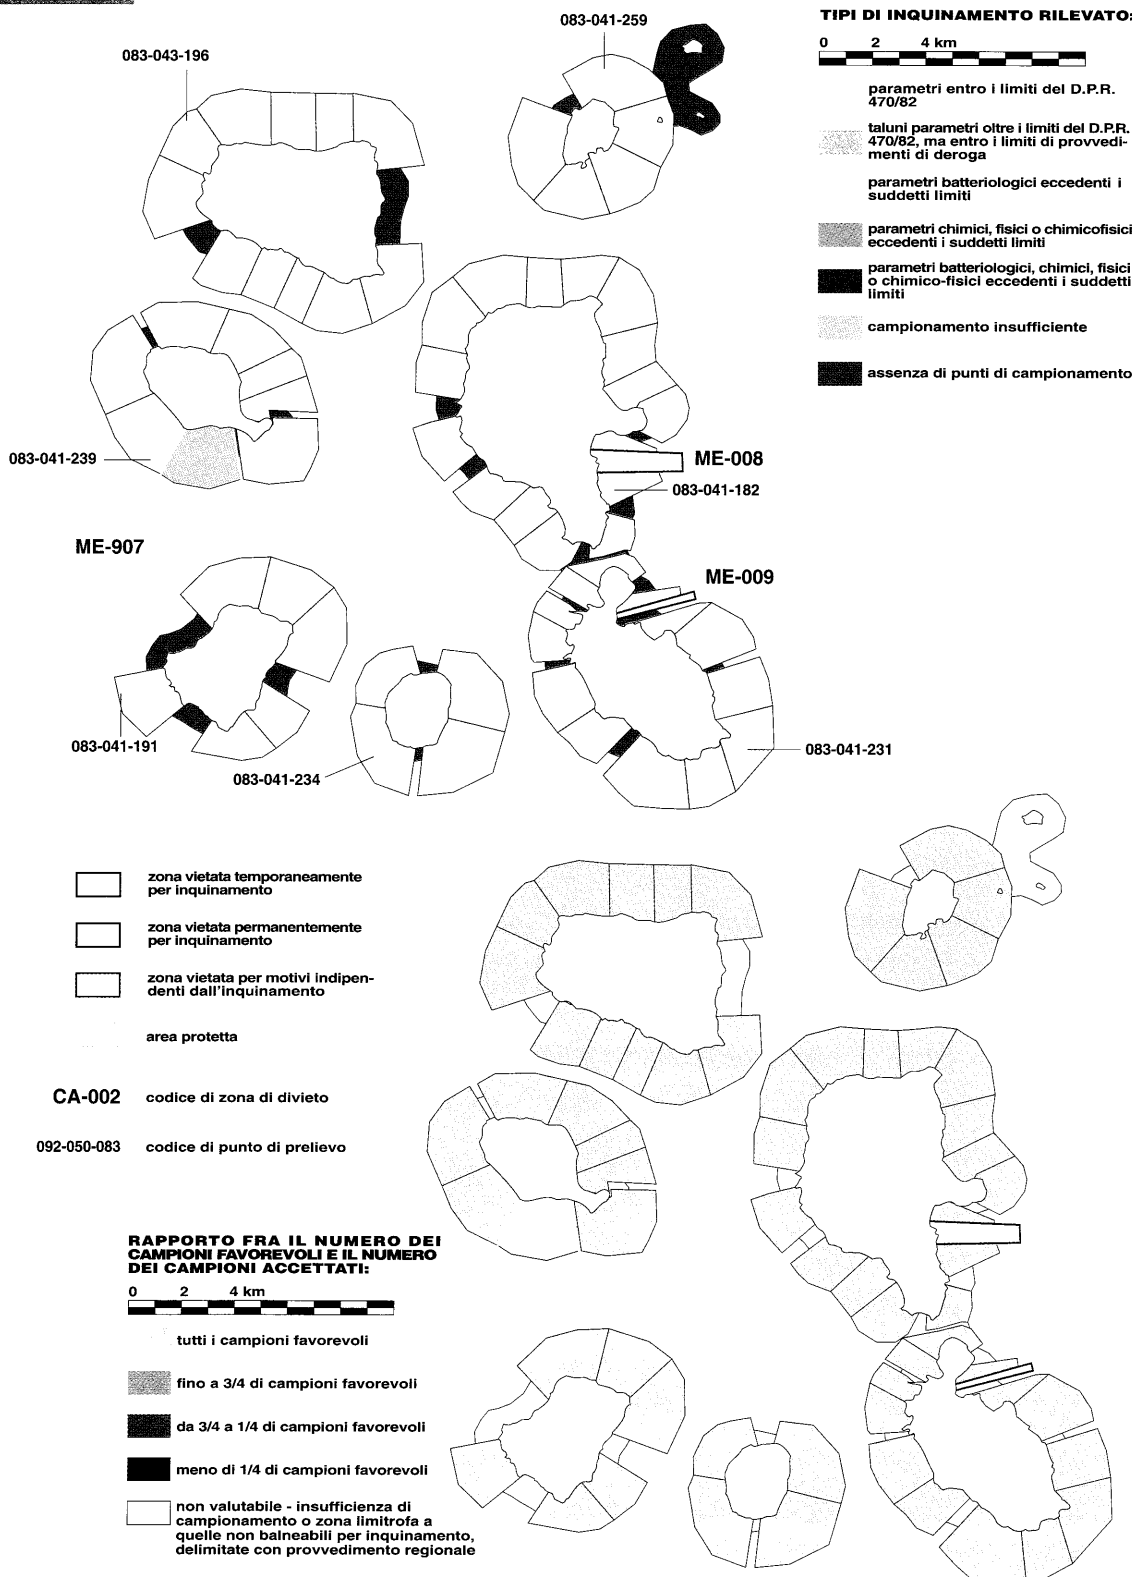 083-041-259
TIPI DI INQUINAMENTO RILEVATO:
0 2 4 km
083-043-196
parametri entro i limiti del D.P.R.
470/82
taluni parametri oltre i limiti del D.P.R.
470/82, ma entro i limiti di provvedi-
menti di deroga
parametri batteriologici eccedenti i
suddetti limiti
parametri chimici, fisici o chimicofisici
eccedenti i suddetti limiti
parametri batteriologici, chimici, fisici
o chimico-fisici eccedenti i suddetti
limiti
campionamento insufficiente
assenza di punti di campionamento
083-041-239
ME-008
083-041-182
ME-907
ME-009
083-041-191
083-041-234
083-041-231
zona vietata temporaneamente
per inquinamento
zona vietata permanentemente
per inquinamento
zona vietata per motivi indipen-
denti dall'inquinamento
area protetta
CA-002 codice di zona di divieto
092-050-083 codice di punto di prelievo
RAPPORTO FRA IL NUMERO DEI
CAMPIONI FAVOREVOLI E IL NUMERO
DEI CAMPIONI ACCETTATI:
0 2 4 km
tutti i campioni favorevoli
fino a 3/4 di campioni favorevoli
da 3/4 a 1/4 di campioni favorevoli
meno di 1/4 di campioni favorevoli
non valutabile - insufficienza di
campionamento o zona limitrofa a
quelle non balneabili per inquinamento,
delimitate con provvedimento regionale